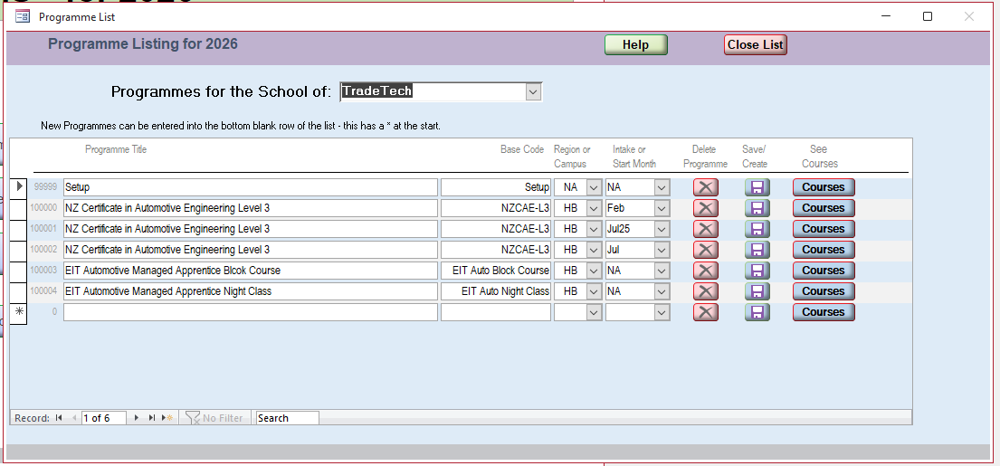 Programme List
Programme Listing for 2026
Help
Close List
Programmes for the School of: TradeTech
New Programmes can be entered into the bottom blank row of the list - this has a * at the start.
Programme Title Base Code Region or Campus Intake or Start Month Delete Programme Save/ Create See Courses
99999 Setup Setup NA NA Courses
100000 NZ Certificate in Automotive Engineering Level 3 NZCAE-L3 HB Feb Courses
100001 NZ Certificate in Automotive Engineering Level 3 NZCAE-L3 HB Jul25 Courses
100002 NZ Certificate in Automotive Engineering Level 3 NZCAE-L3 HB Jul Courses
100003 EIT Automotive Managed Apprentice Blcok Course EIT Auto Block Course HB NA Courses
100004 EIT Automotive Managed Apprentice Night Class EIT Auto Night Class HB NA Courses
* 0 Courses
Record: 1 of 6 No Filter Search